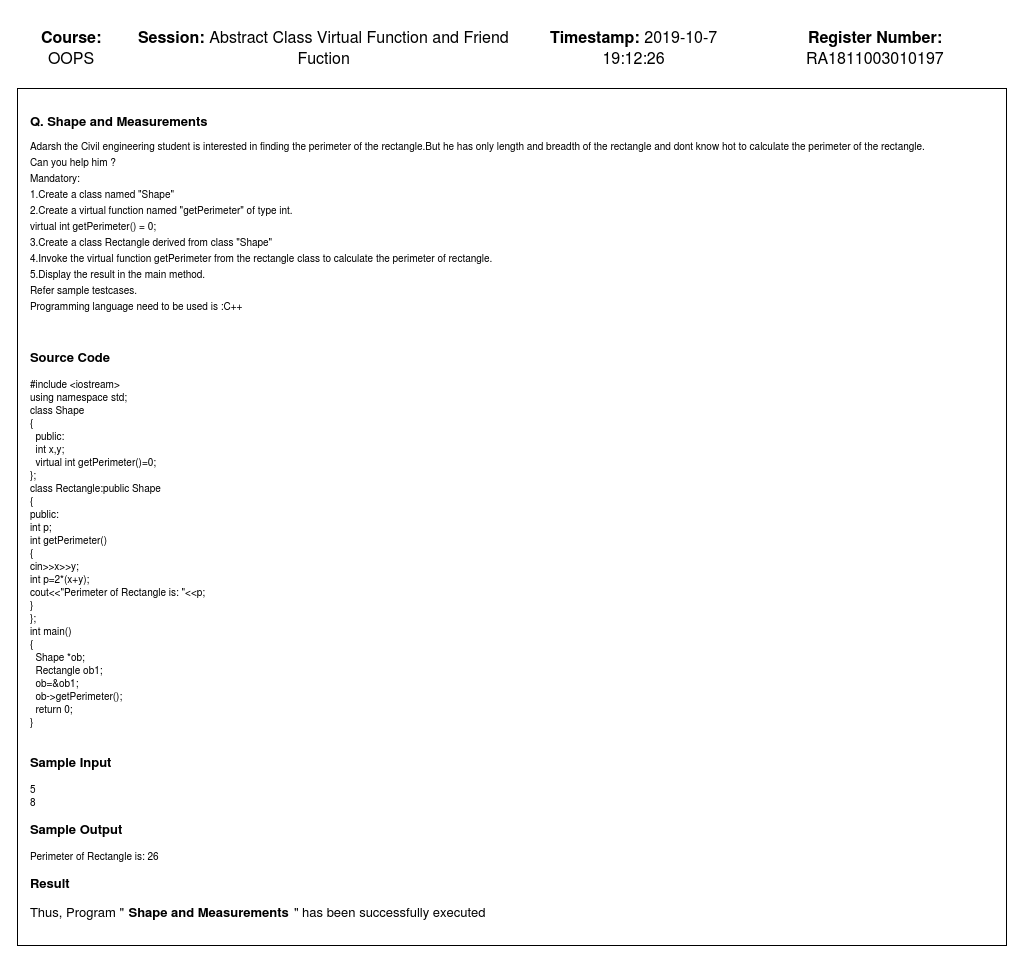 Course: OOPS
Session: Abstract Class Virtual Function and Friend Fuction
Timestamp: 2019-10-7 19:12:26
Register Number: RA1811003010197
Q. Shape and Measurements
Adarsh the Civil engineering student is interested in finding the perimeter of the rectangle.But he has only length and breadth of the rectangle and dont know hot to calculate the perimeter of the rectangle.
Can you help him ?
Mandatory:
1.Create a class named "Shape"
2.Create a virtual function named "getPerimeter" of type int.
virtual int getPerimeter() = 0;
3.Create a class Rectangle derived from class "Shape"
4.Invoke the virtual function getPerimeter from the rectangle class to calculate the perimeter of rectangle.
5.Display the result in the main method.
Refer sample testcases.
Programming language need to be used is :C++
Source Code
#include <iostream>
using namespace std;
class Shape
{
  public:
  int x,y;
  virtual int getPerimeter()=0;
};
class Rectangle:public Shape
{
public:
int p;
int getPerimeter()
{
cin>>x>>y;
int p=2*(x+y);
cout<<"Perimeter of Rectangle is: "<<p;
}
};
int main()
{
  Shape *ob;
  Rectangle ob1;
  ob=&ob1;
  ob->getPerimeter();
  return 0;
}
Sample Input
5
8
Sample Output
Perimeter of Rectangle is: 26
Result
Thus, Program " Shape and Measurements " has been successfully executed